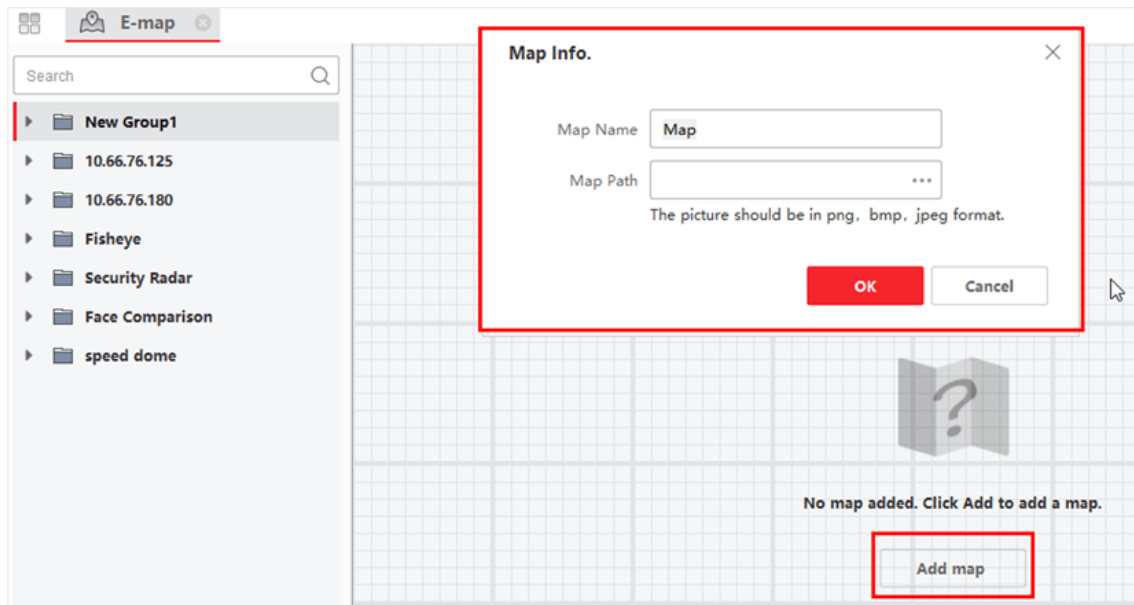 E-map
Search
New Group1
10.66.76.125
10.66.76.180
Fisheye
Security Radar
Face Comparison
speed dome
Map Info.
Map Name Map
Map Path ...
The picture should be in png, bmp, jpeg format.
OK Cancel
?
No map added. Click Add to add a map.
Add map